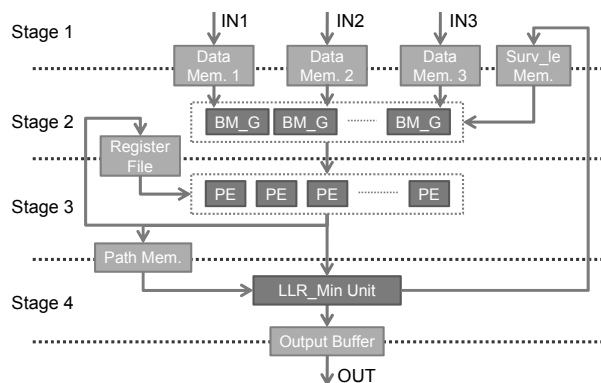 IN1 IN2 IN3
Stage 1
Data Mem. 1
Data Mem. 2
Data Mem. 3
Surv_le Mem.
Stage 2
BM_G BM_G BM_G
Register File
PE PE PE PE
Stage 3
Path Mem.
LLR_Min Unit
Stage 4
Output Buffer
OUT